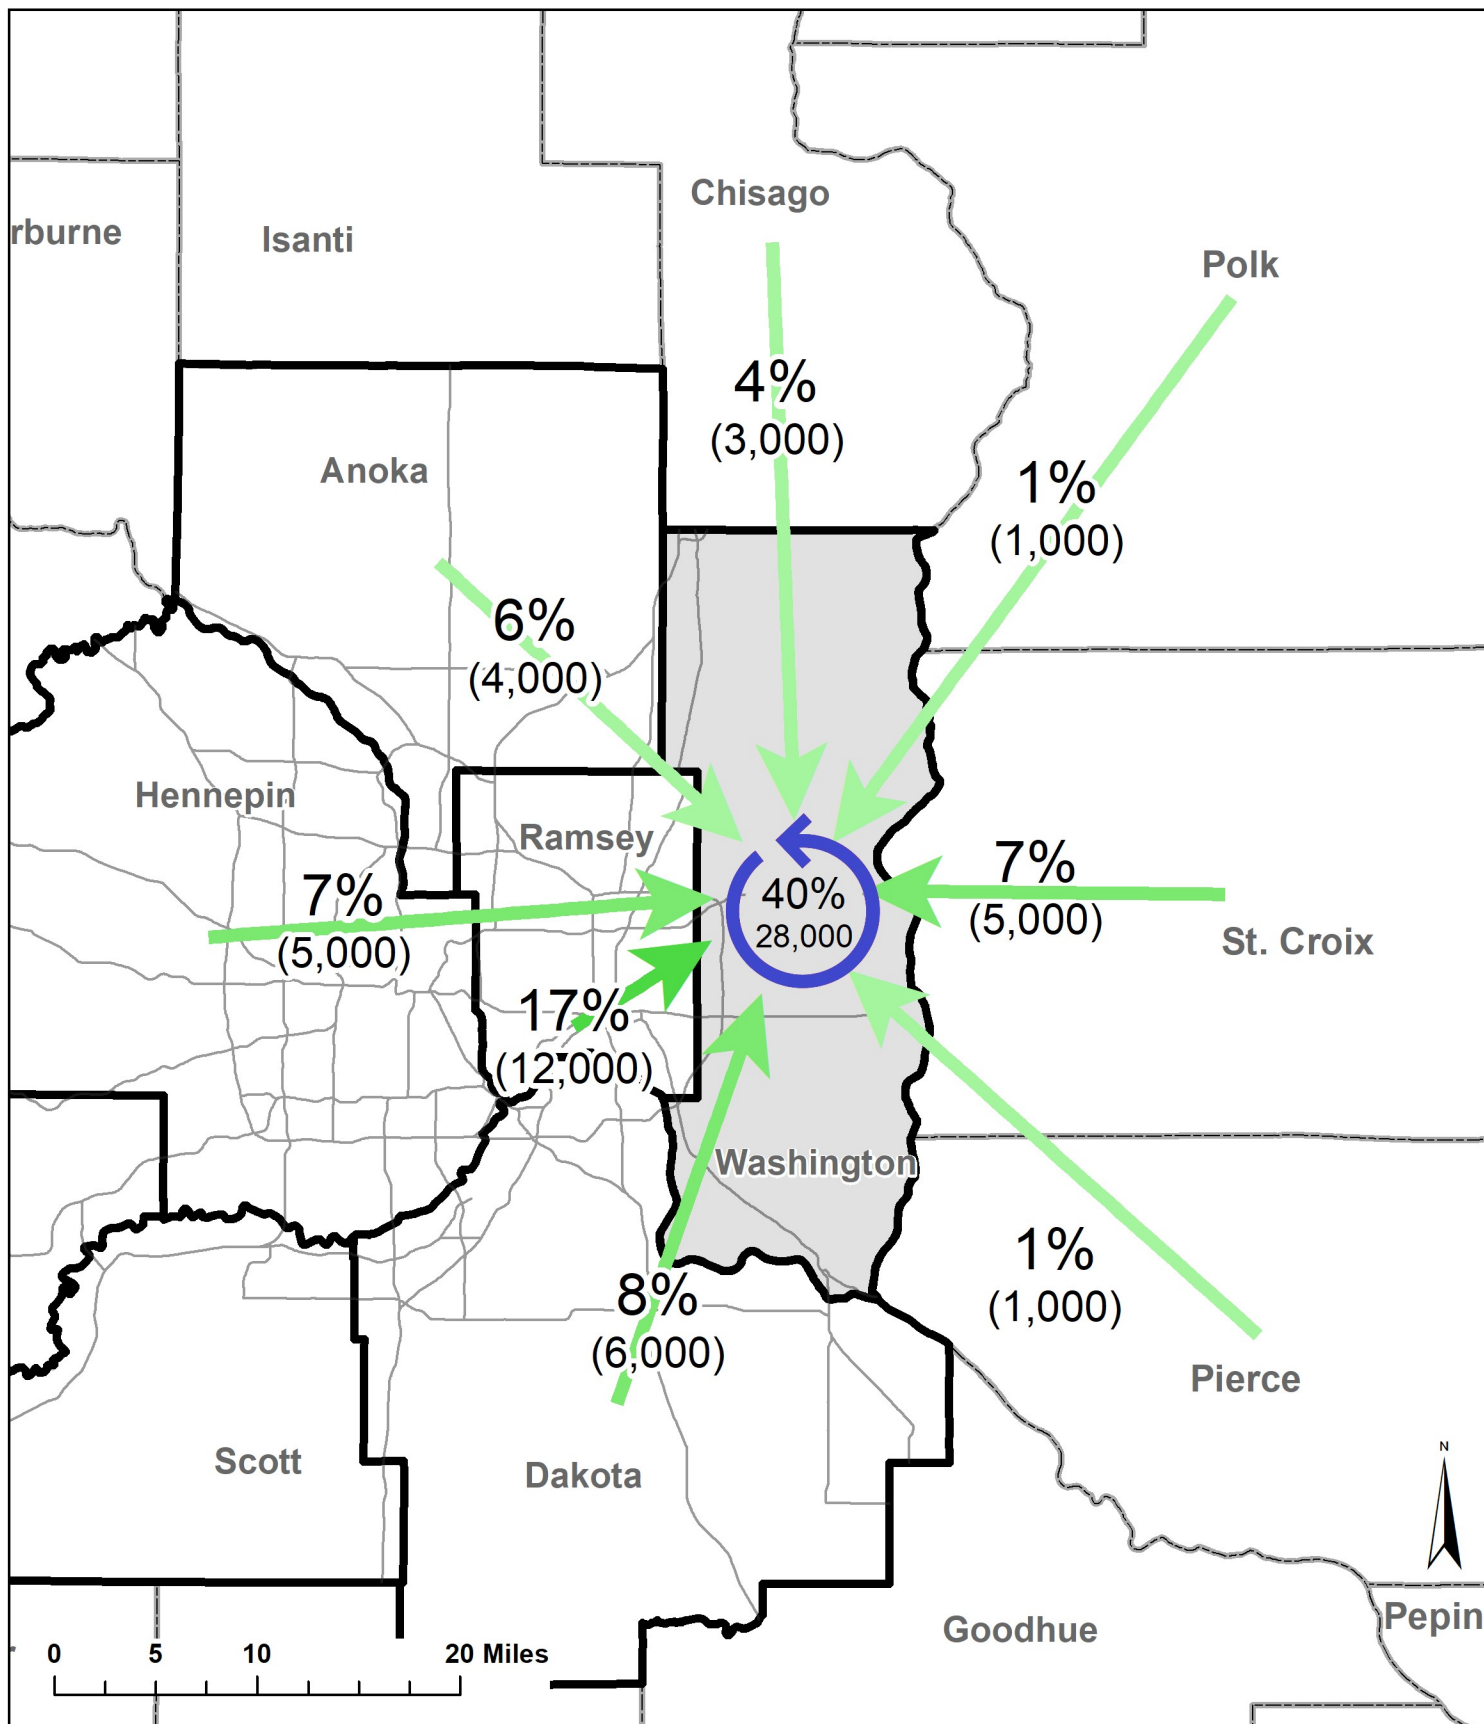 Chisago
rburne
Isanti
Polk
4%
(3,000)
Anoka
1%
(1,000)
6%
(4,000)
Hennepin
Ramsey
7%
(5,000)
40%
28,000
7%
(5,000)
St. Croix
17%
(12,000)
Washington
8%
(6,000)
1%
(1,000)
Pierce
Scott
Dakota
N
Goodhue
Pepin
0 5 10 20 Miles